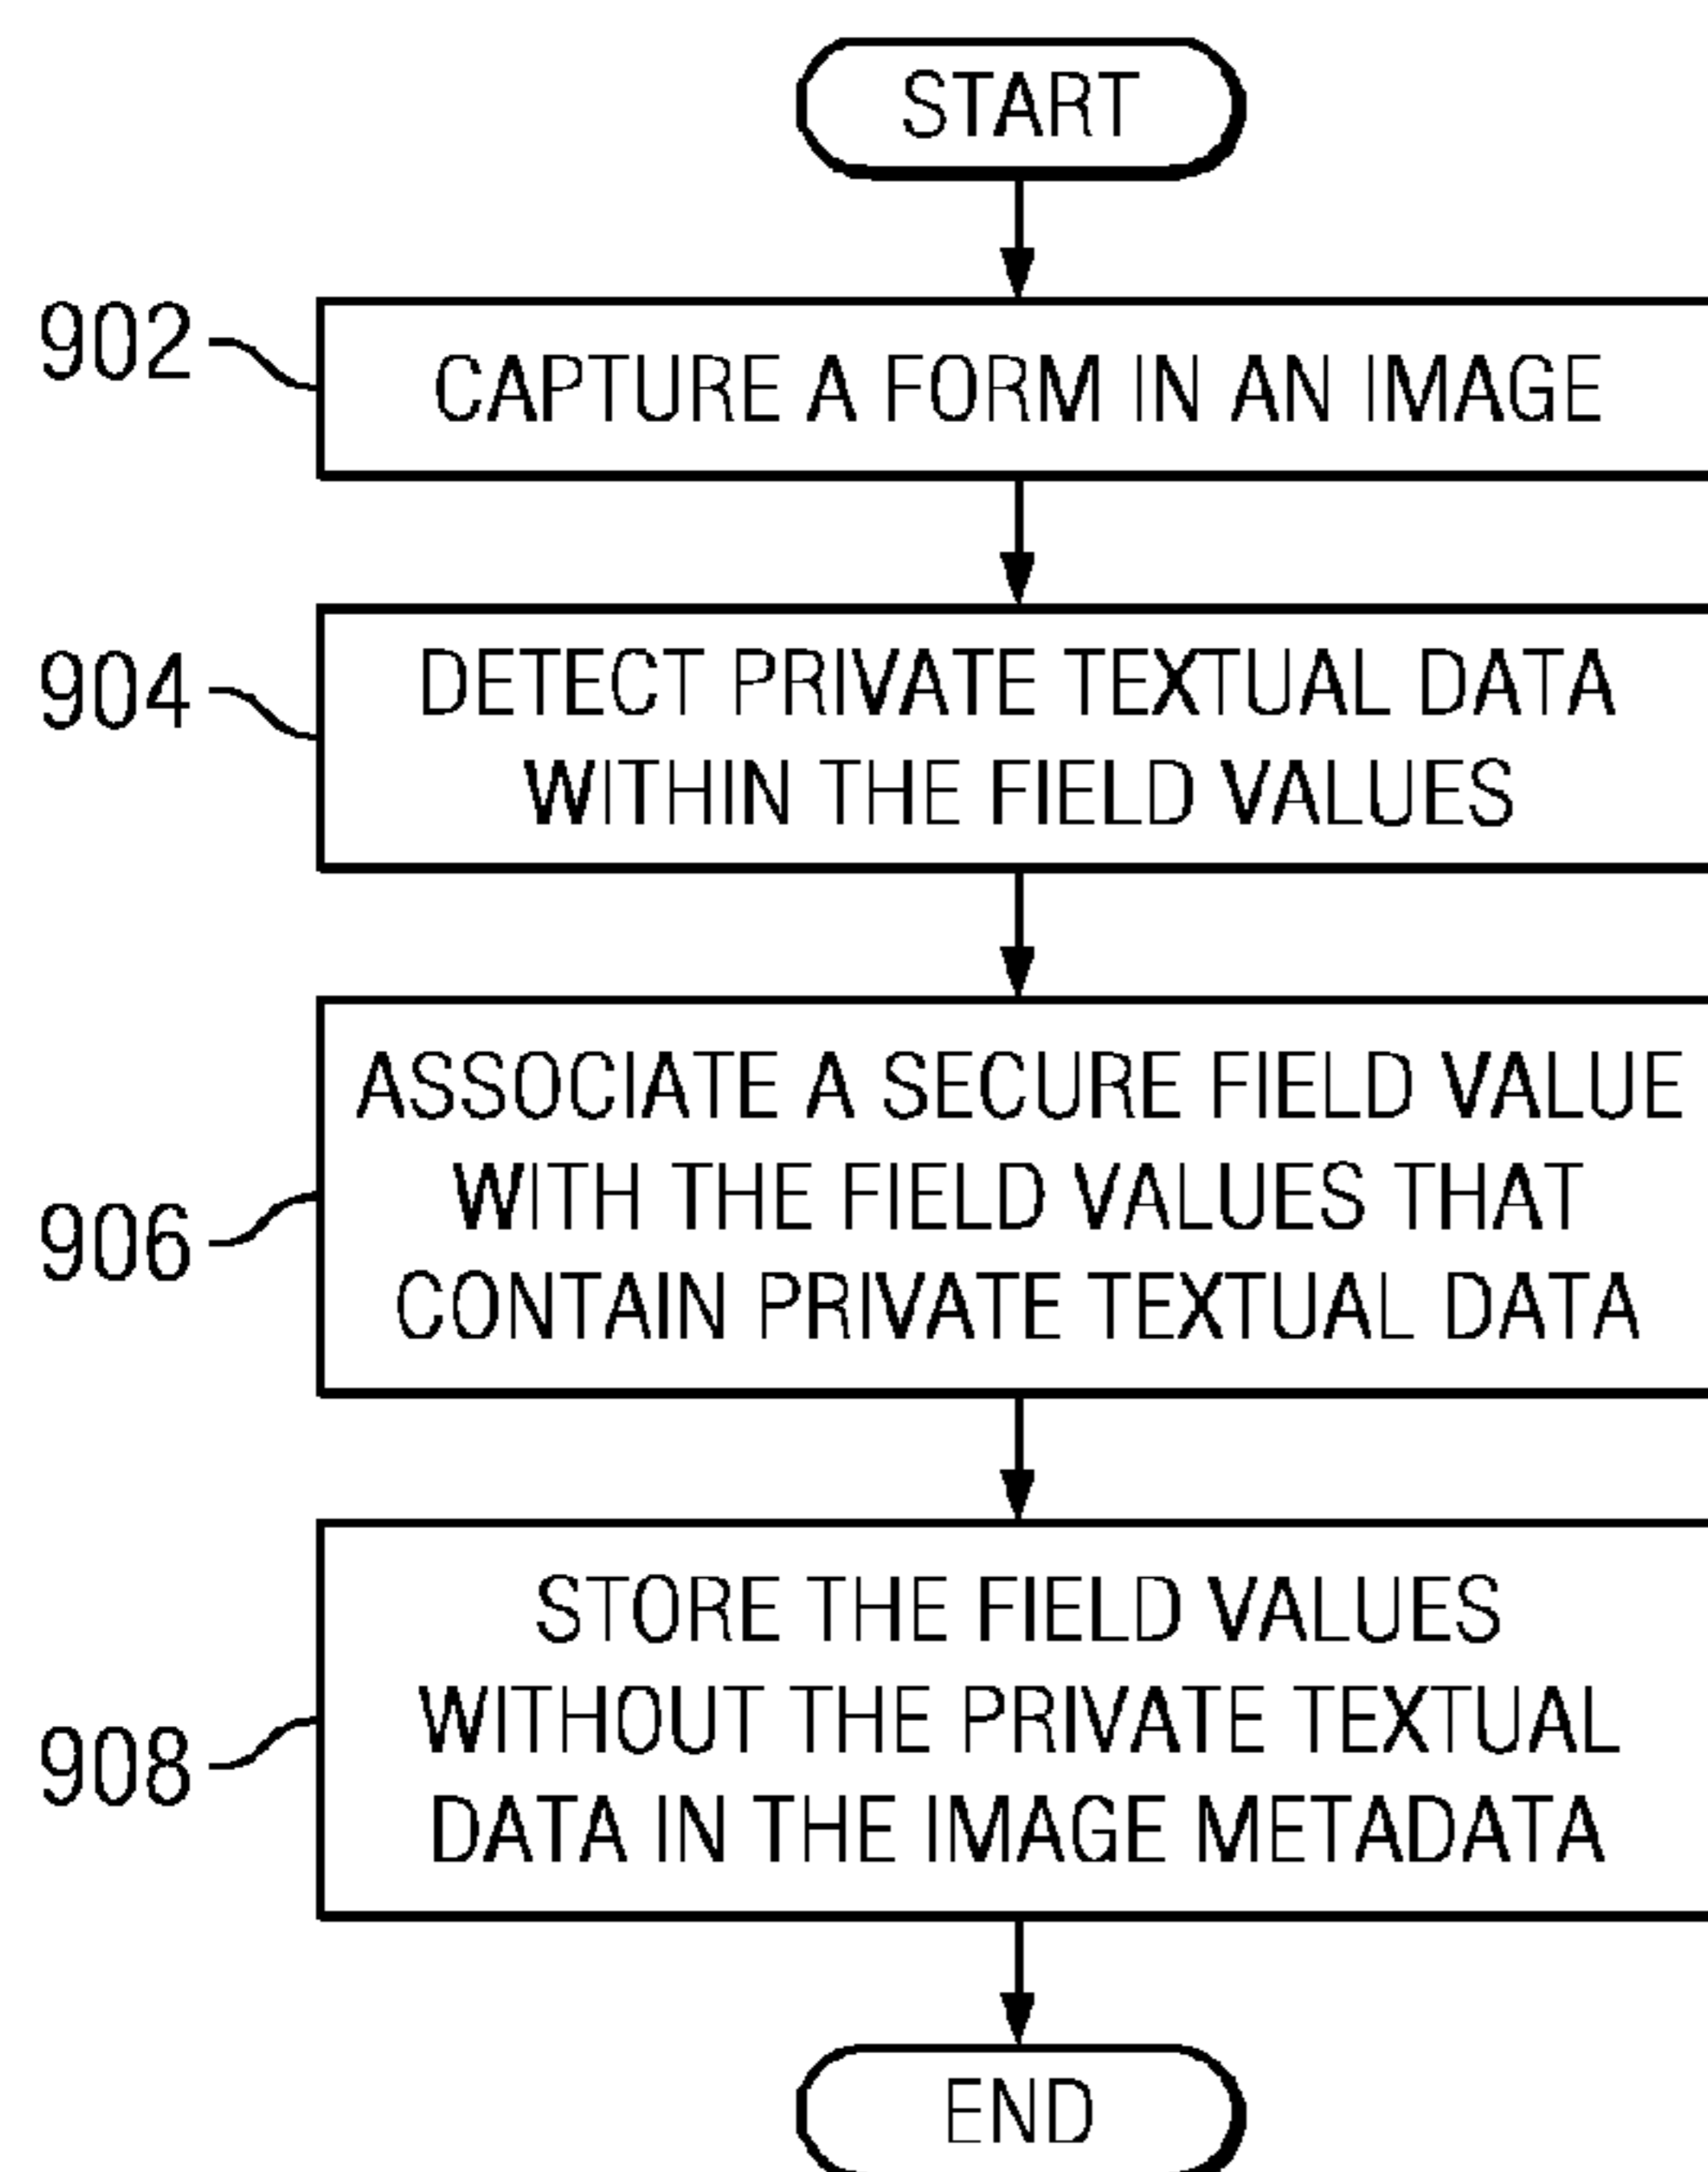 START
902
CAPTURE A FORM IN AN IMAGE
904
DETECT PRIVATE TEXTUAL DATA
WITHIN THE FIELD VALUES
906
ASSOCIATE A SECURE FIELD VALUE
WITH THE FIELD VALUES THAT
CONTAIN PRIVATE TEXTUAL DATA
908
STORE THE FIELD VALUES
WITHOUT THE PRIVATE TEXTUAL
DATA IN THE IMAGE METADATA
END